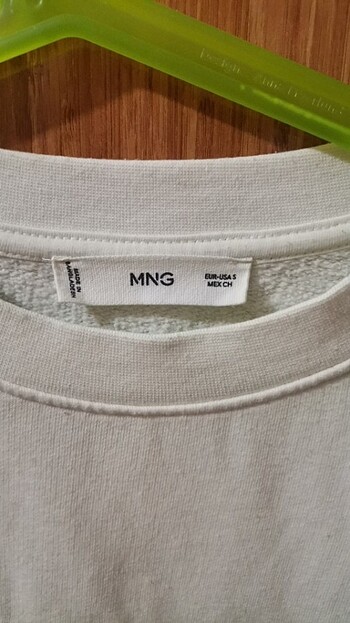 MADE IN
BANGLADESH
MNG
EUR-USA S
MEX CH